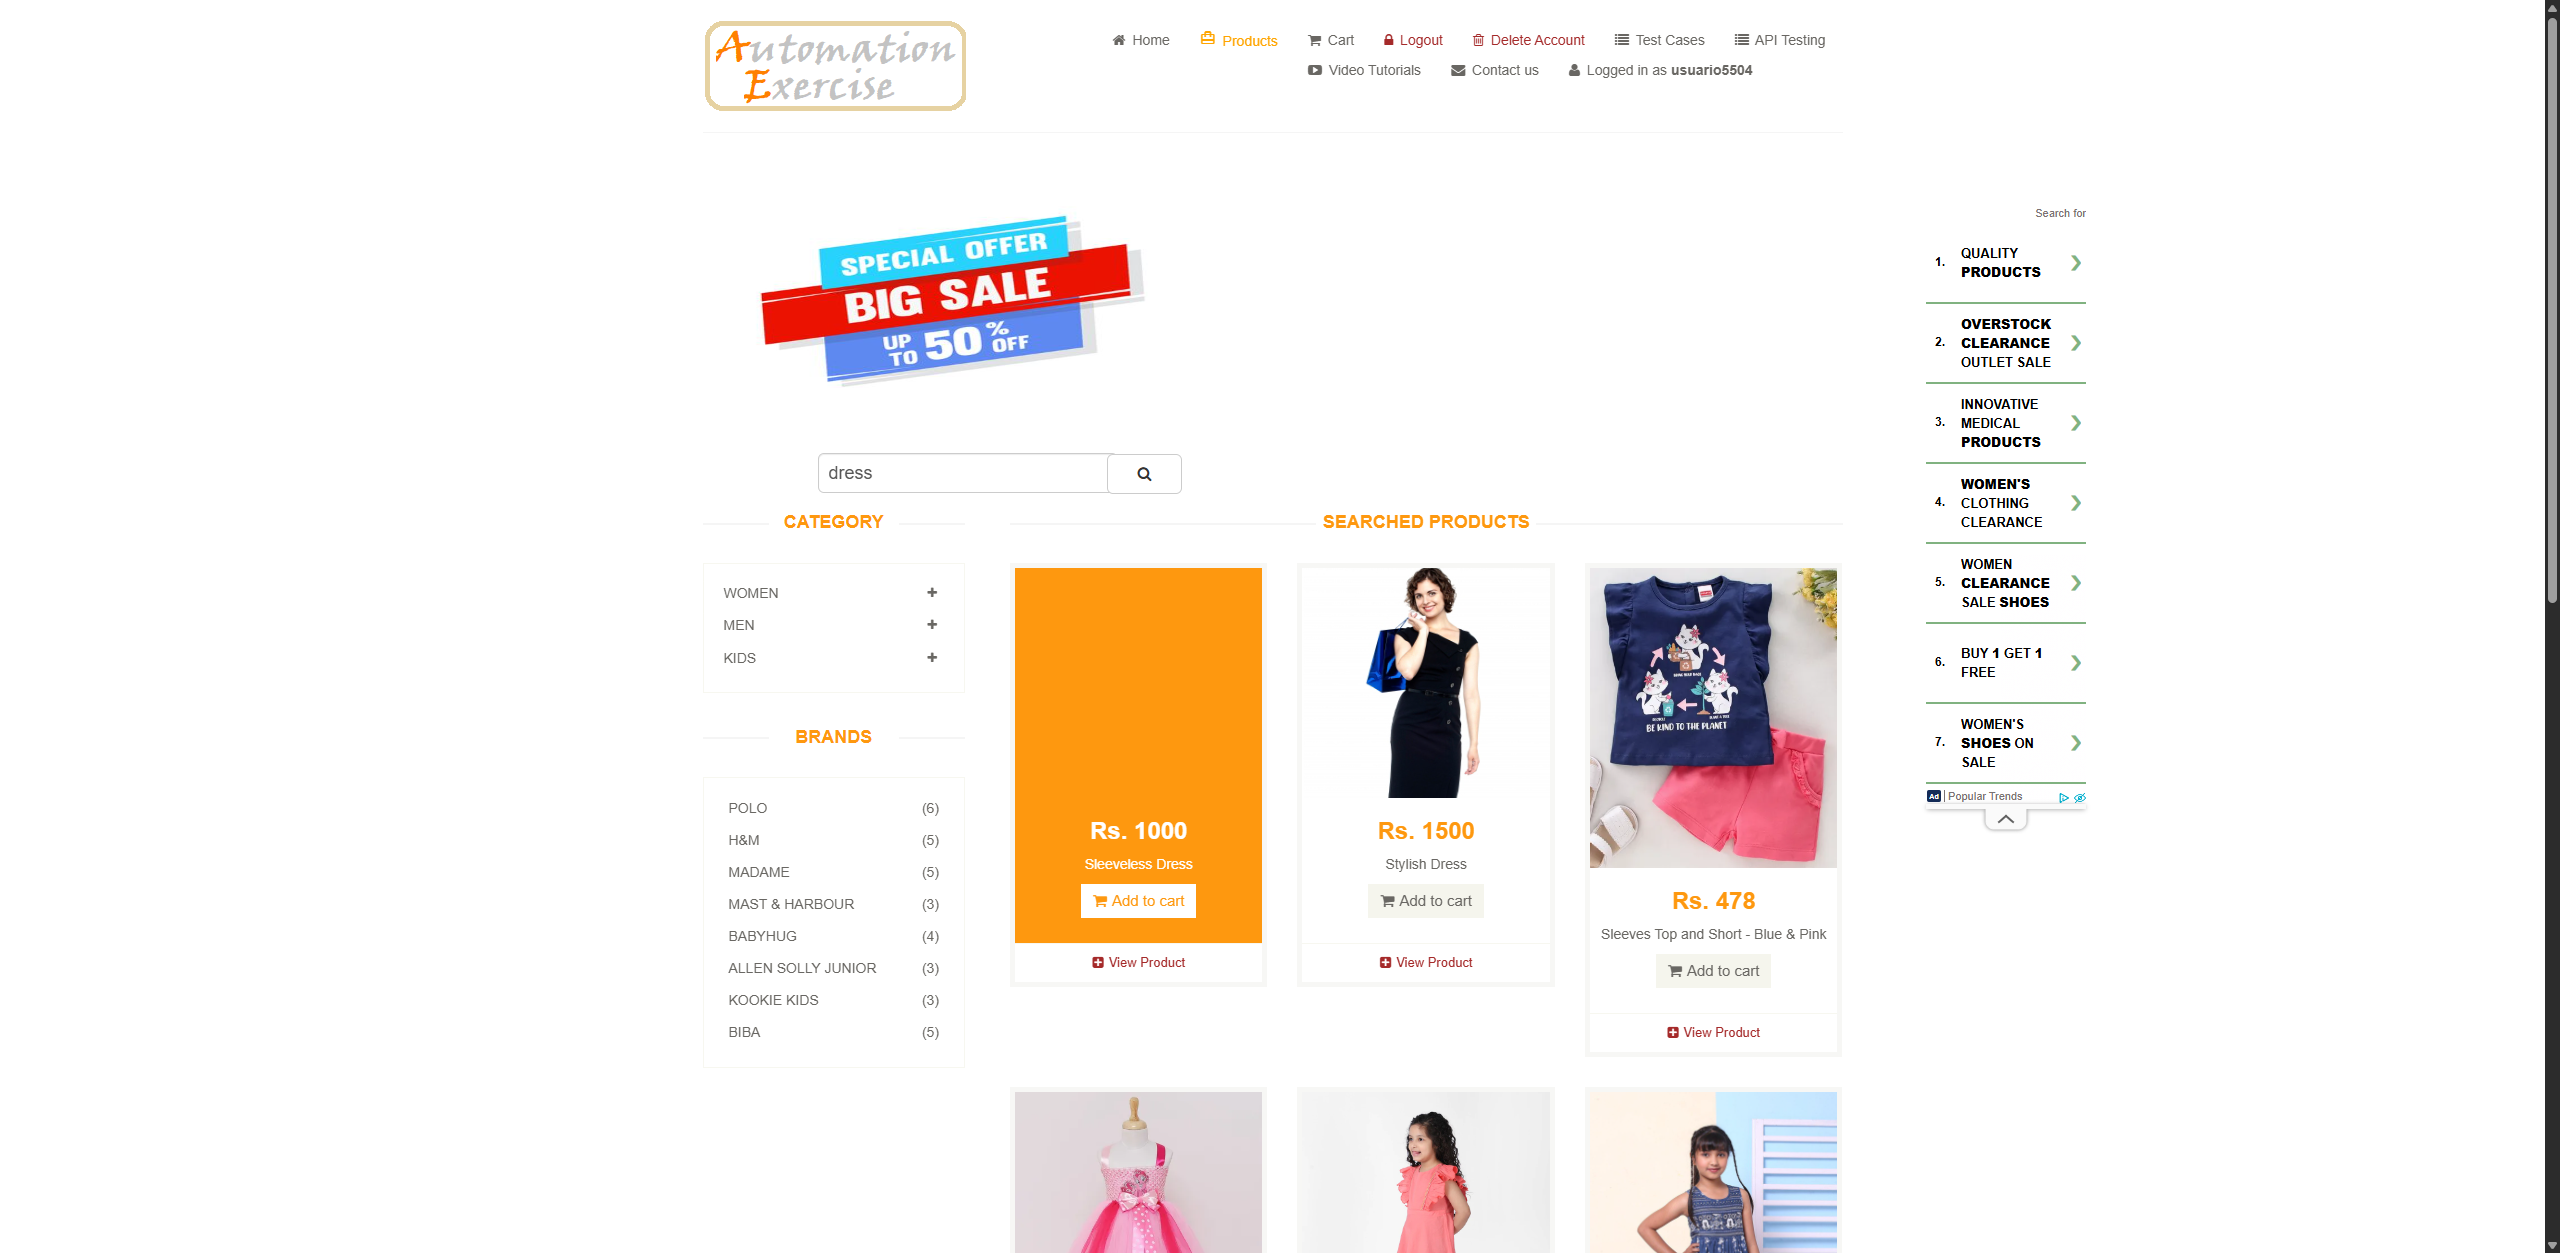 Automation
Exercise
Home
Products
Cart
Logout
Delete Account
Test Cases
API Testing
Video Tutorials
Contact us
Logged in as usuario5504
SPECIAL OFFER
BIG SALE
UP TO 50% OFF
dress
CATEGORY
WOMEN
MEN
KIDS
BRANDS
POLO (6)
H&M (5)
MADAME (5)
MAST & HARBOUR (3)
BABYHUG (4)
ALLEN SOLLY JUNIOR (3)
KOOKIE KIDS (3)
BIBA (5)
SEARCHED PRODUCTS
Rs. 1000
Sleeveless Dress
Add to cart
View Product
Rs. 1500
Stylish Dress
Add to cart
View Product
BE KIND TO THE PLANET
Rs. 478
Sleeves Top and Short - Blue & Pink
Add to cart
View Product
Search for
1. QUALITY
PRODUCTS
2. OVERSTOCK
CLEARANCE
OUTLET SALE
3. INNOVATIVE
MEDICAL
PRODUCTS
4. WOMEN'S
CLOTHING
CLEARANCE
5. WOMEN
CLEARANCE
SALE SHOES
6. BUY 1 GET 1
FREE
7. WOMEN'S
SHOES ON
SALE
Ad | Popular Trends